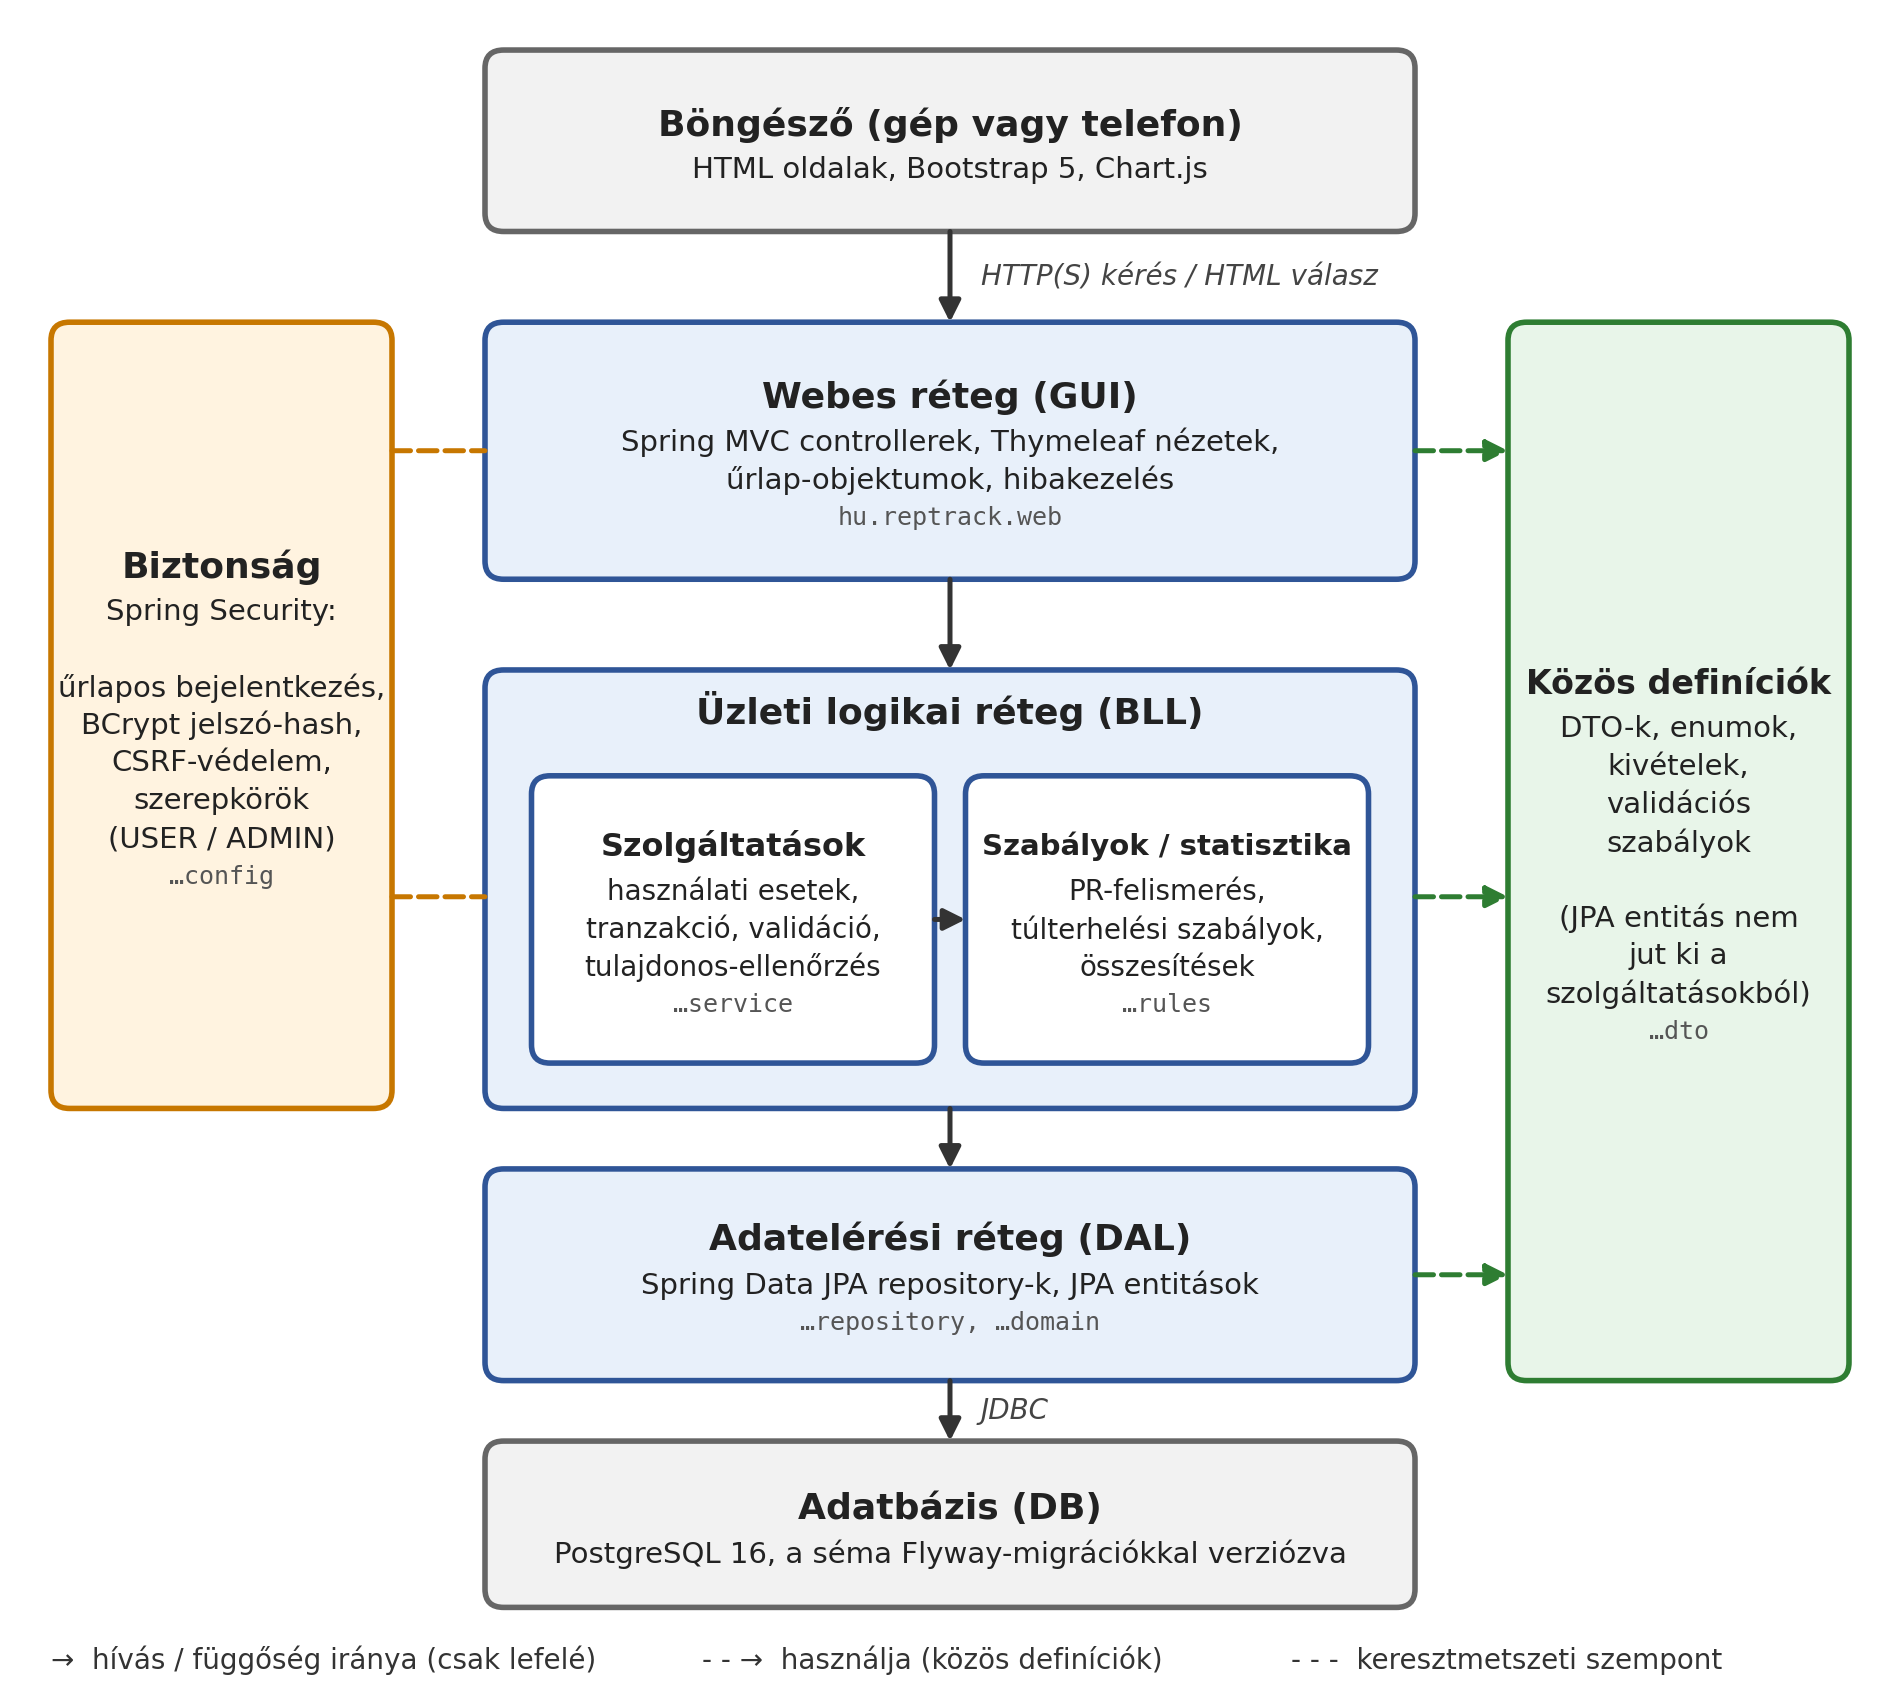 Böngésző (gép vagy telefon)
HTML oldalak, Bootstrap 5, Chart.js
HTTP(S) kérés / HTML válasz
Webes réteg (GUI)
Spring MVC controllerek, Thymeleaf nézetek,
űrlap-objektumok, hibakezelés
hu.reptrack.web
Biztonság
Spring Security:
űrlapos bejelentkezés,
BCrypt jelszó-hash,
CSRF-védelem,
szerepkörök
(USER / ADMIN)
…config
Üzleti logikai réteg (BLL)
Szolgáltatások
használati esetek,
tranzakció, validáció,
tulajdonos-ellenőrzés
…service
Szabályok / statisztika
PR-felismerés,
túlterhelési szabályok,
összesítések
…rules
Közös definíciók
DTO-k, enumok,
kivételek,
validációs
szabályok
(JPA entitás nem
jut ki a
szolgáltatásokból)
…dto
Adatelérési réteg (DAL)
Spring Data JPA repository-k, JPA entitások
…repository, …domain
JDBC
Adatbázis (DB)
PostgreSQL 16, a séma Flyway-migrációkkal verziózva
→ hívás / függőség iránya (csak lefelé)
- - → használja (közös definíciók)
- - - keresztmetszeti szempont